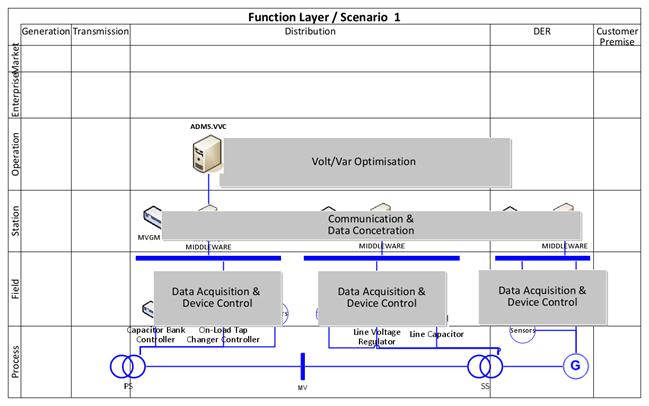 Function Layer / Scenario 1
Generation
Transmission
Distribution
DER
Customer
Premise
Market
Enterprise
Operation
Station
Field
Process
ADMS.VVC
Volt/Var Optimisation
Communication &
Data Concetration
MVGM
MIDDLEWARE
MIDDLEWARE
MIDDLEWARE
Data Acquisition &
Device Control
Data Acquisition &
Device Control
Data Acquisition &
Device Control
Capacitor Bank
Controller
On-Load Tap
Changer Controller
Line Voltage
Regulator
Line Capacitor
Sensors
PS
MV
SS
G